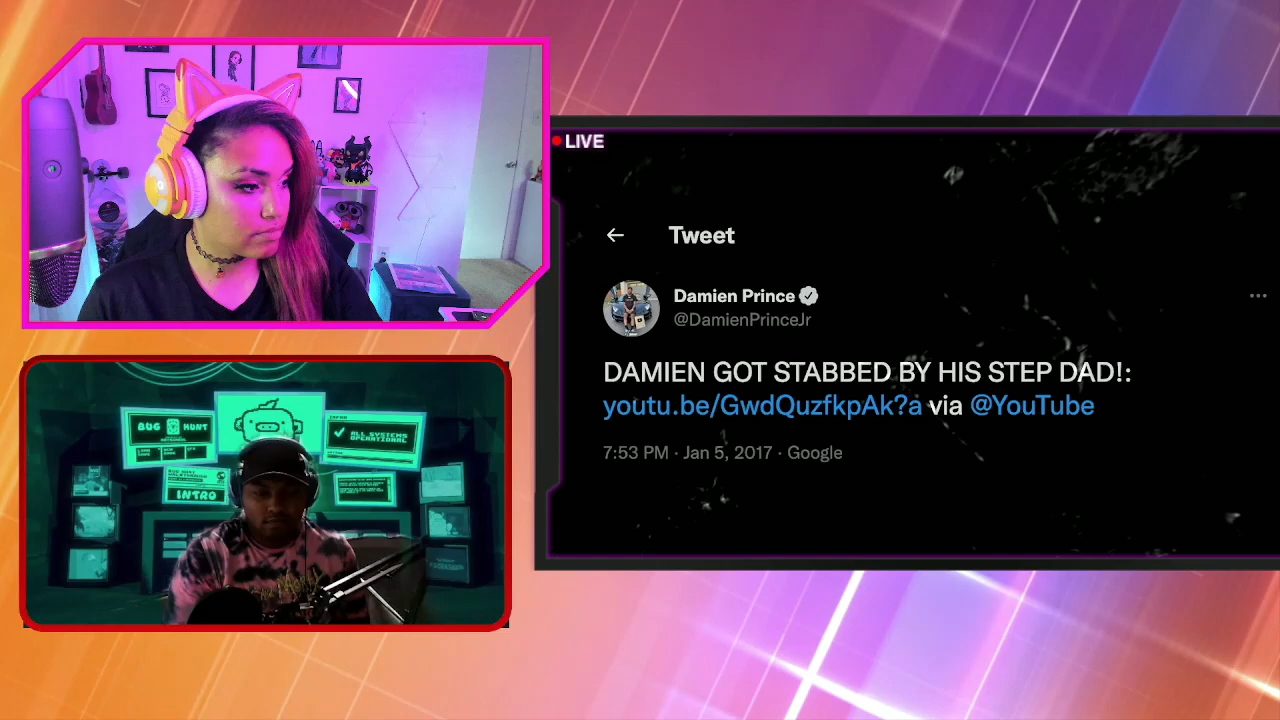 LIVE
Tweet
Damien Prince
@DamienPrinceJr
DAMIEN GOT STABBED BY HIS STEP DAD!:
youtu.be/GwdQuzfkpAk?a via @YouTube
7:53 PM · Jan 5, 2017 · Google
BUG HUNT
ALL SYSTEMS
OPERATIONAL
INTRO